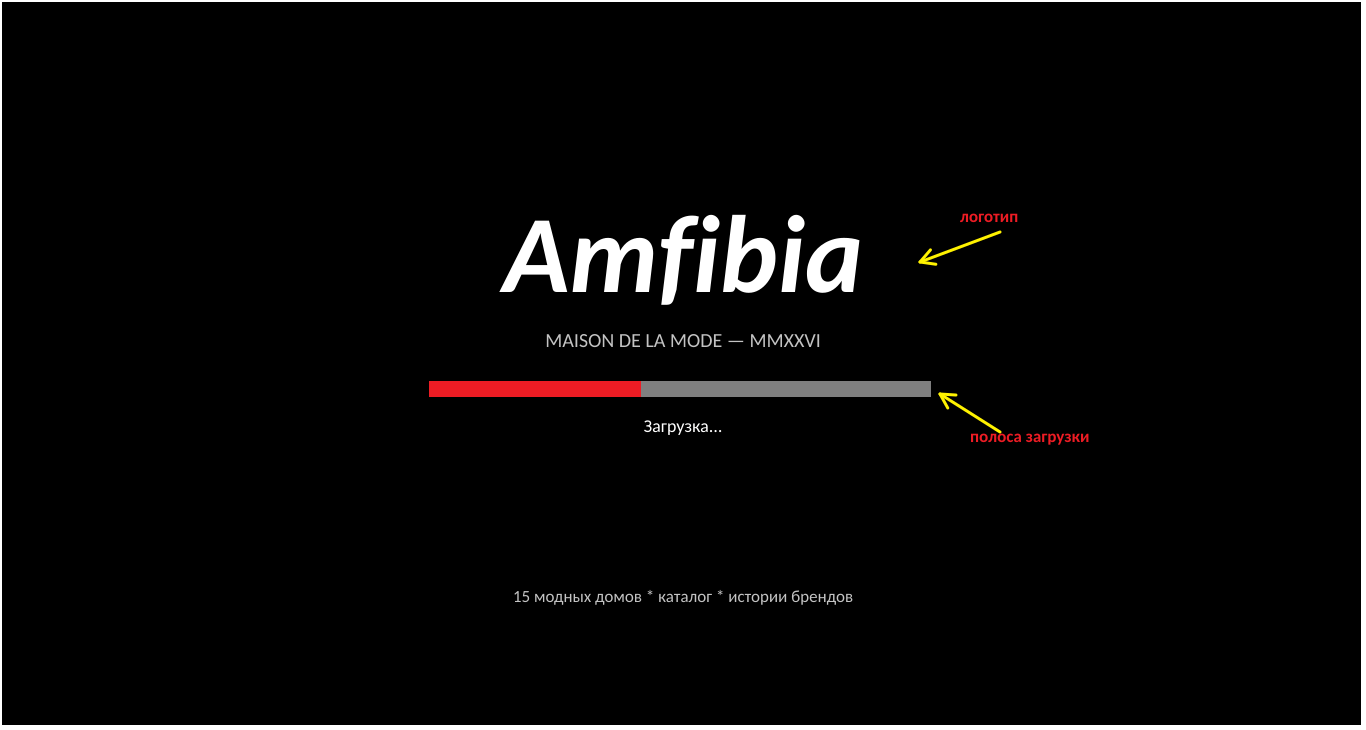 логотип
Amfibia
MAISON DE LA MODE — MMXXVI
Загрузка...
полоса загрузки
15 модных домов * каталог * истории брендов